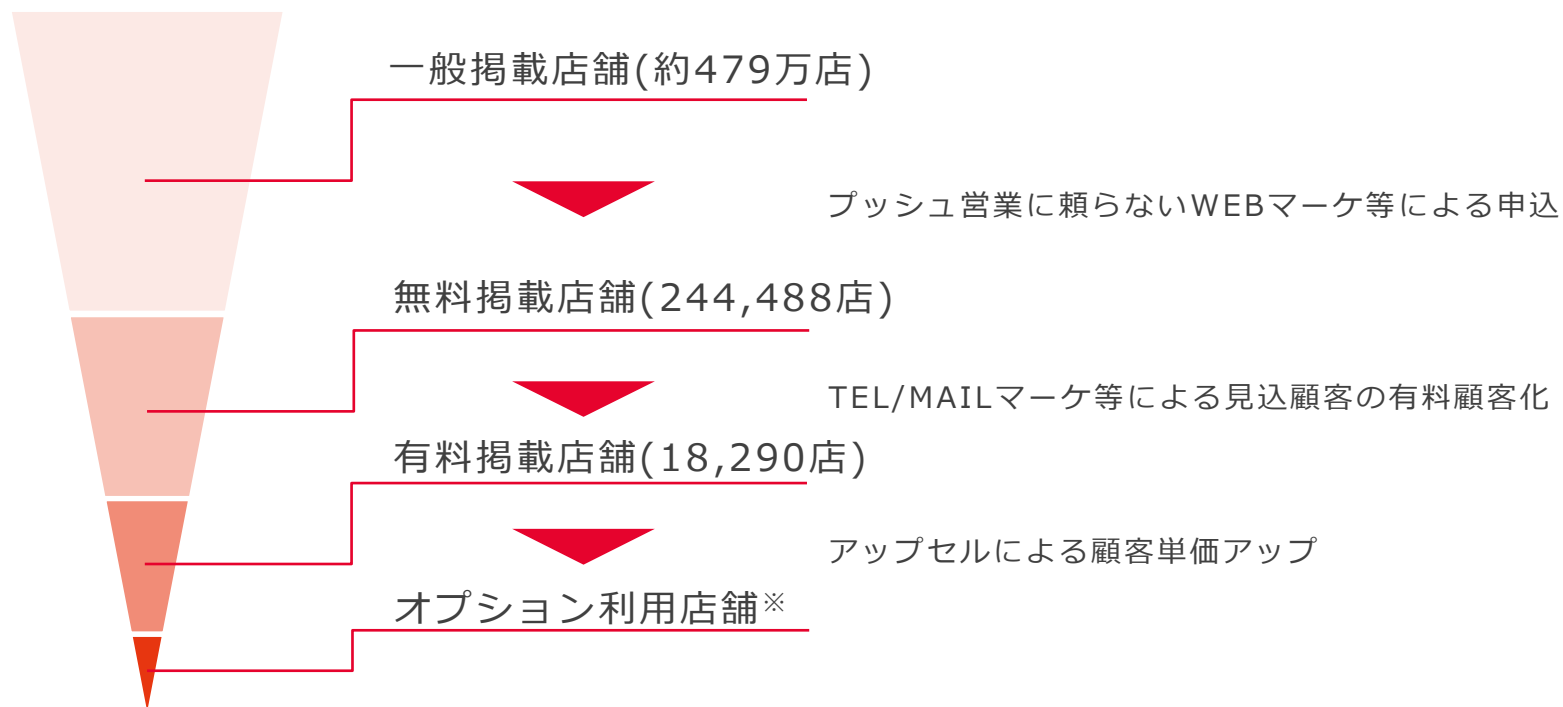 一般掲載店舗(約479万店)
プッシュ営業に頼らないWEBマーケ等による申込
無料掲載店舗(244,488店)
TEL/MAILマーケ等による見込顧客の有料顧客化
有料掲載店舗(18,290店)
アップセルによる顧客単価アップ
オプション利用店舗※